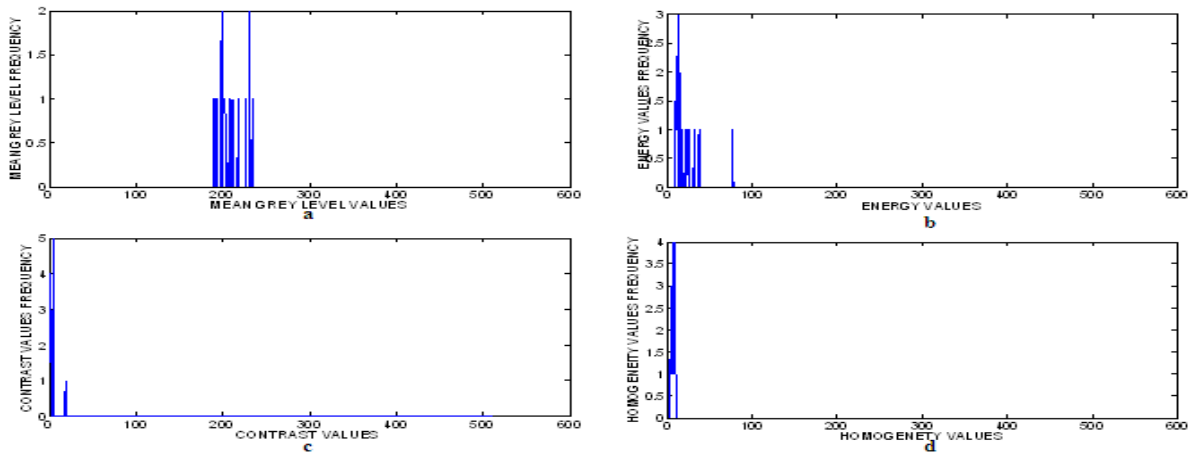 MEAN GREY LEVEL FREQUENCY
2
1.5
1
0.5
0
0 100 200 300 400 500 600
MEAN GREY LEVEL VALUES
a
ENERGY VALUES FREQUENCY
3
2.5
2
1.5
1
0.5
0
0 100 200 300 400 500 600
ENERGY VALUES
b
CONTRAST VALUES FREQUENCY
5
4
3
2
1
0
0 100 200 300 400 500 600
CONTRAST VALUES
c
HOMOGENEITY VALUES FREQUENCY
4
3.5
3
2.5
2
1.5
1
0.5
0
0 100 200 300 400 500 600
HOMOGENETY VALUES
d